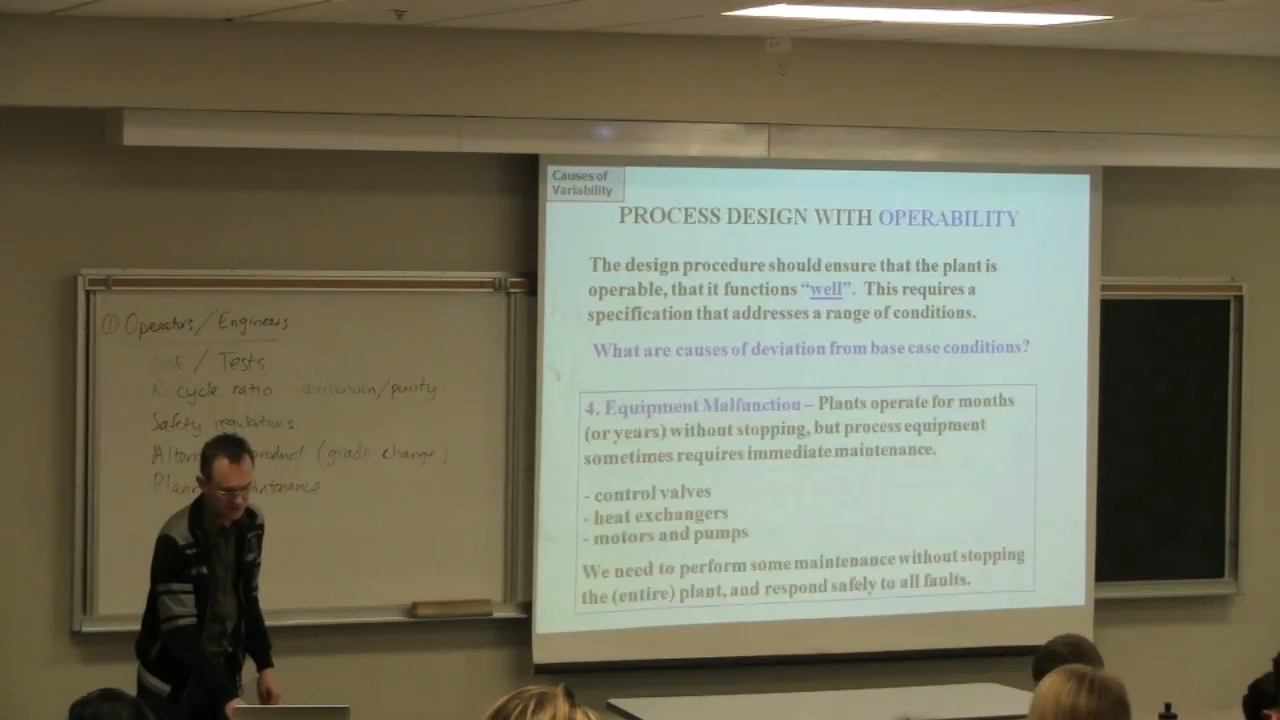 ① Operators/Engineers
DoE / Tests
Recycle ratio conversion/purity
Safety regulations
product (grade change)
Causes of
Variability
PROCESS DESIGN WITH OPERABILITY
The design procedure should ensure that the plant is
operable, that it functions “well”. This requires a
specification that addresses a range of conditions.
What are causes of deviation from base case conditions?
4. Equipment Malfunction – Plants operate for months
(or years) without stopping, but process equipment
sometimes requires immediate maintenance.
- control valves
- heat exchangers
- motors and pumps
We need to perform some maintenance without stopping
the (entire) plant, and respond safely to all faults.